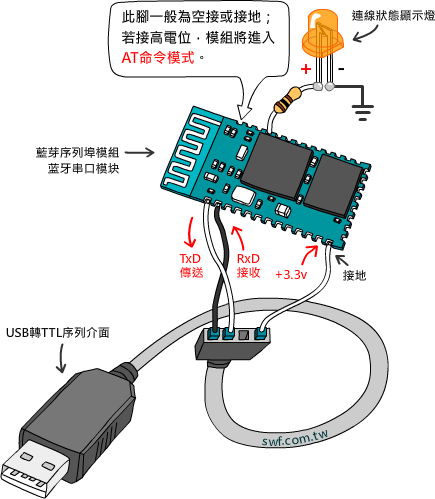 此腳一般為空接或接地；
若接高電位，模組將進入
AT命令模式。
連線狀態顯示燈
+ -
藍芽序列埠模組
蓝牙串口模块
TxD
傳送
RxD
接收
+3.3v
接地
USB轉TTL序列介面
swf.com.tw